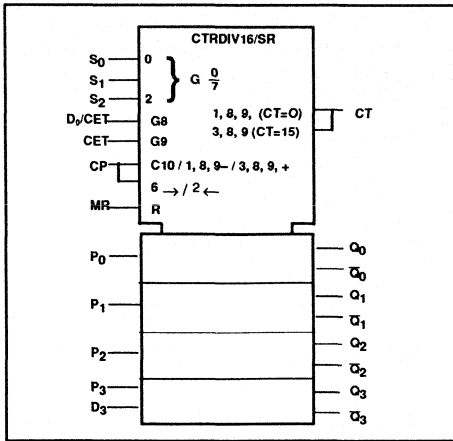 CTRDIV16/SR
S0 0
S1 } G 0/7
S2 2
D0/CET G8
CET G9
1, 8, 9, (CT=O) CT
3, 8, 9 (CT=15)
CP C10 / 1, 8, 9– / 3, 8, 9, +
6 → / 2 ←
MR R
P0 Q0
Q̅0
P1 Q1
Q̅1
P2 Q2
Q̅2
P3 Q3
D3 Q̅3